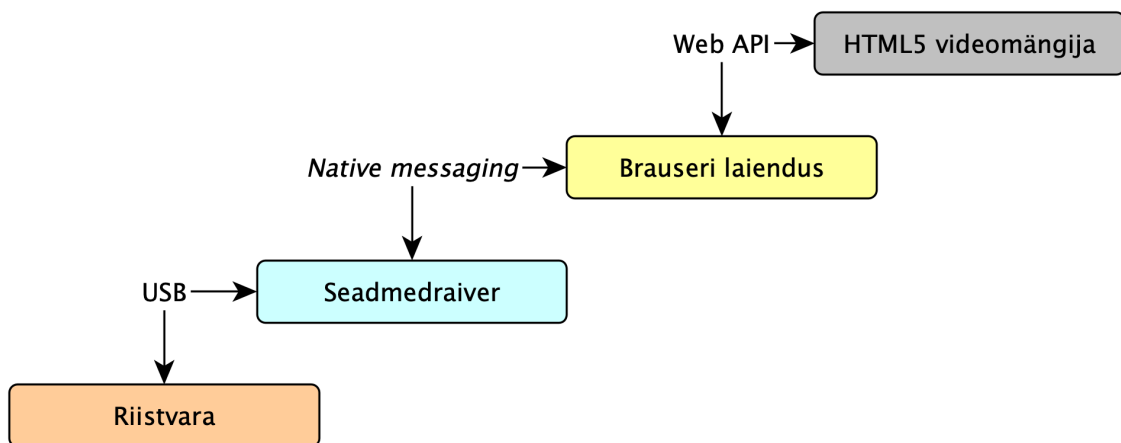 Web API
HTML5 videomängija
Native messaging
Brauseri laiendus
USB
Seadmedraiver
Riistvara